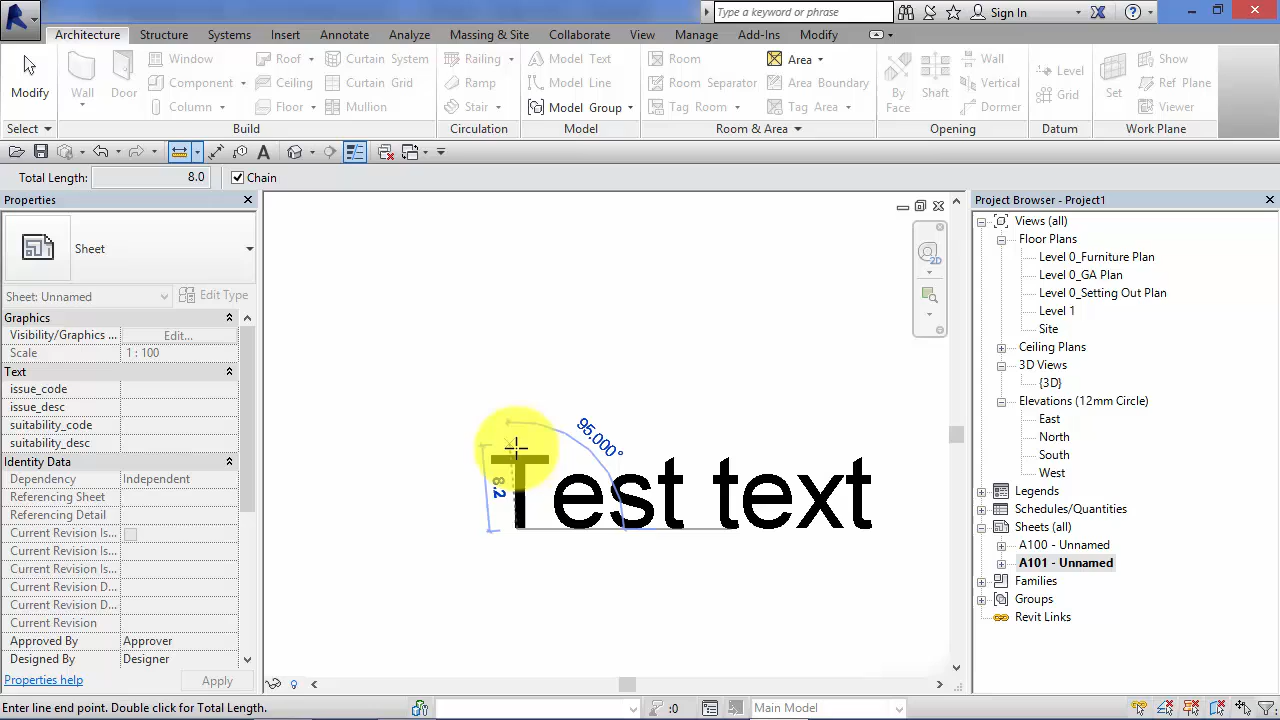 Type a keyword or phrase
Sign In
Architecture Structure Systems Insert Annotate Analyze Massing & Site Collaborate View Manage Add-Ins Modify
Modify
Wall
Door
Window
Component
Column
Roof
Ceiling
Floor
Curtain System
Curtain Grid
Mullion
Railing
Ramp
Stair
Model Text
Model Line
Model Group
Room
Room Separator
Tag Room
Area
Area Boundary
Tag Area
By
Face
Shaft
Wall
Vertical
Dormer
Level
Grid
Set
Show
Ref Plane
Viewer
Select Build Circulation Model Room & Area Opening Datum Work Plane
Total Length: 8.0 Chain
Properties
Sheet
Sheet: Unnamed Edit Type
Graphics
Visibility/Graphics ... Edit...
Scale 1 : 100
Text
issue_code
issue_desc
suitability_code
suitability_desc
Identity Data
Dependency Independent
Referencing Sheet
Referencing Detail
Current Revision Is...
Current Revision Is...
Current Revision Is...
Current Revision D...
Current Revision D...
Current Revision
Approved By Approver
Designed By Designer
Properties help Apply
2D
95.000°
8.2
Test text
Project Browser - Project1
Views (all)
Floor Plans
Level 0_Furniture Plan
Level 0_GA Plan
Level 0_Setting Out Plan
Level 1
Site
Ceiling Plans
3D Views
{3D}
Elevations (12mm Circle)
East
North
South
West
Legends
Schedules/Quantities
Sheets (all)
A100 - Unnamed
A101 - Unnamed
Families
Groups
Revit Links
Enter line end point. Double click for Total Length.
:0
Main Model